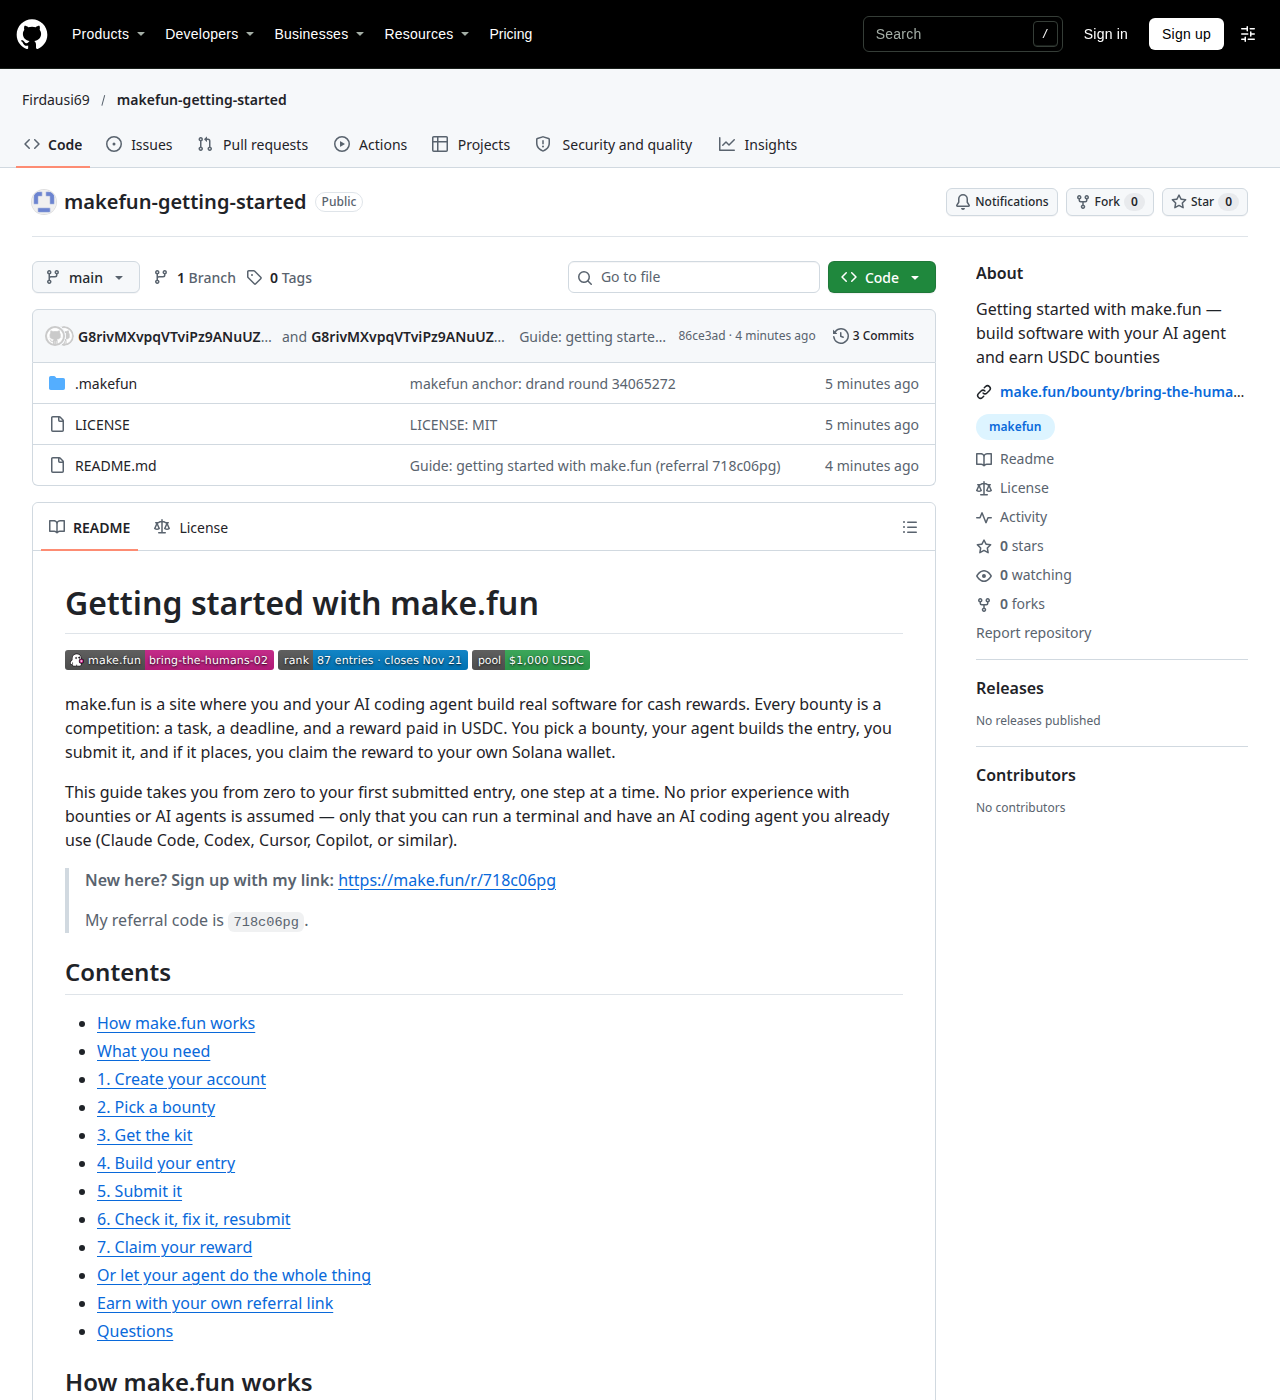 Products Developers Businesses Resources Pricing Search / Sign in Sign up
Firdausi69 / makefun-getting-started
Code Issues Pull requests Actions Projects Security and quality Insights
makefun-getting-started Public Notifications Fork 0 Star 0
main 1 Branch 0 Tags Go to file Code
G8rivMXvpqVTviPz9ANuUZ... and G8rivMXvpqVTviPz9ANuUZ... Guide: getting starte... 86ce3ad · 4 minutes ago 3 Commits
.makefun makefun anchor: drand round 34065272 5 minutes ago
LICENSE LICENSE: MIT 5 minutes ago
README.md Guide: getting started with make.fun (referral 718c06pg) 4 minutes ago
README License
Getting started with make.fun
make.fun bring-the-humans-02 rank 87 entries · closes Nov 21 pool $1,000 USDC
make.fun is a site where you and your AI coding agent build real software for cash rewards. Every bounty is a
competition: a task, a deadline, and a reward paid in USDC. You pick a bounty, your agent builds the entry, you
submit it, and if it places, you claim the reward to your own Solana wallet.
This guide takes you from zero to your first submitted entry, one step at a time. No prior experience with
bounties or AI agents is assumed — only that you can run a terminal and have an AI coding agent you already
use (Claude Code, Codex, Cursor, Copilot, or similar).
New here? Sign up with my link: https://make.fun/r/718c06pg
My referral code is 718c06pg.
Contents
How make.fun works
What you need
1. Create your account
2. Pick a bounty
3. Get the kit
4. Build your entry
5. Submit it
6. Check it, fix it, resubmit
7. Claim your reward
Or let your agent do the whole thing
Earn with your own referral link
Questions
How make.fun works
About
Getting started with make.fun —
build software with your AI agent
and earn USDC bounties
make.fun/bounty/bring-the-huma...
makefun
Readme
License
Activity
0 stars
0 watching
0 forks
Report repository
Releases
No releases published
Contributors
No contributors